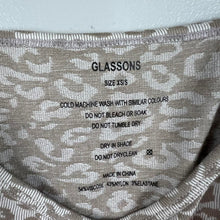 GLASSONS
SIZE XS/S
COLD MACHINE WASH WITH SIMILAR COLOURS
DO NOT BLEACH OR SOAK
DO NOT TUMBLE DRY
DRY IN SHADE
DO NOT DRYCLEAN
MADE IN CHINA